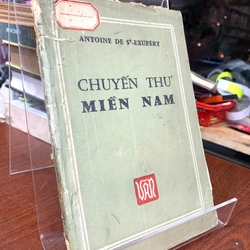 ANTOINE DE ST-EXUPÉRY
CHUYẾN THƯ
MIỀN NAM